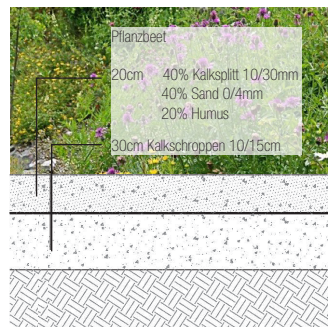 Pflanzbeet
20cm 40% Kalksplitt 10/30mm
40% Sand 0/4mm
20% Humus
30cm Kalkschroppen 10/15cm